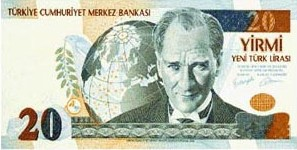 TÜRKİYE CUMHURİYET MERKEZ BANKASI
20
YİRMİ
YENİ TÜRK LİRASI
20